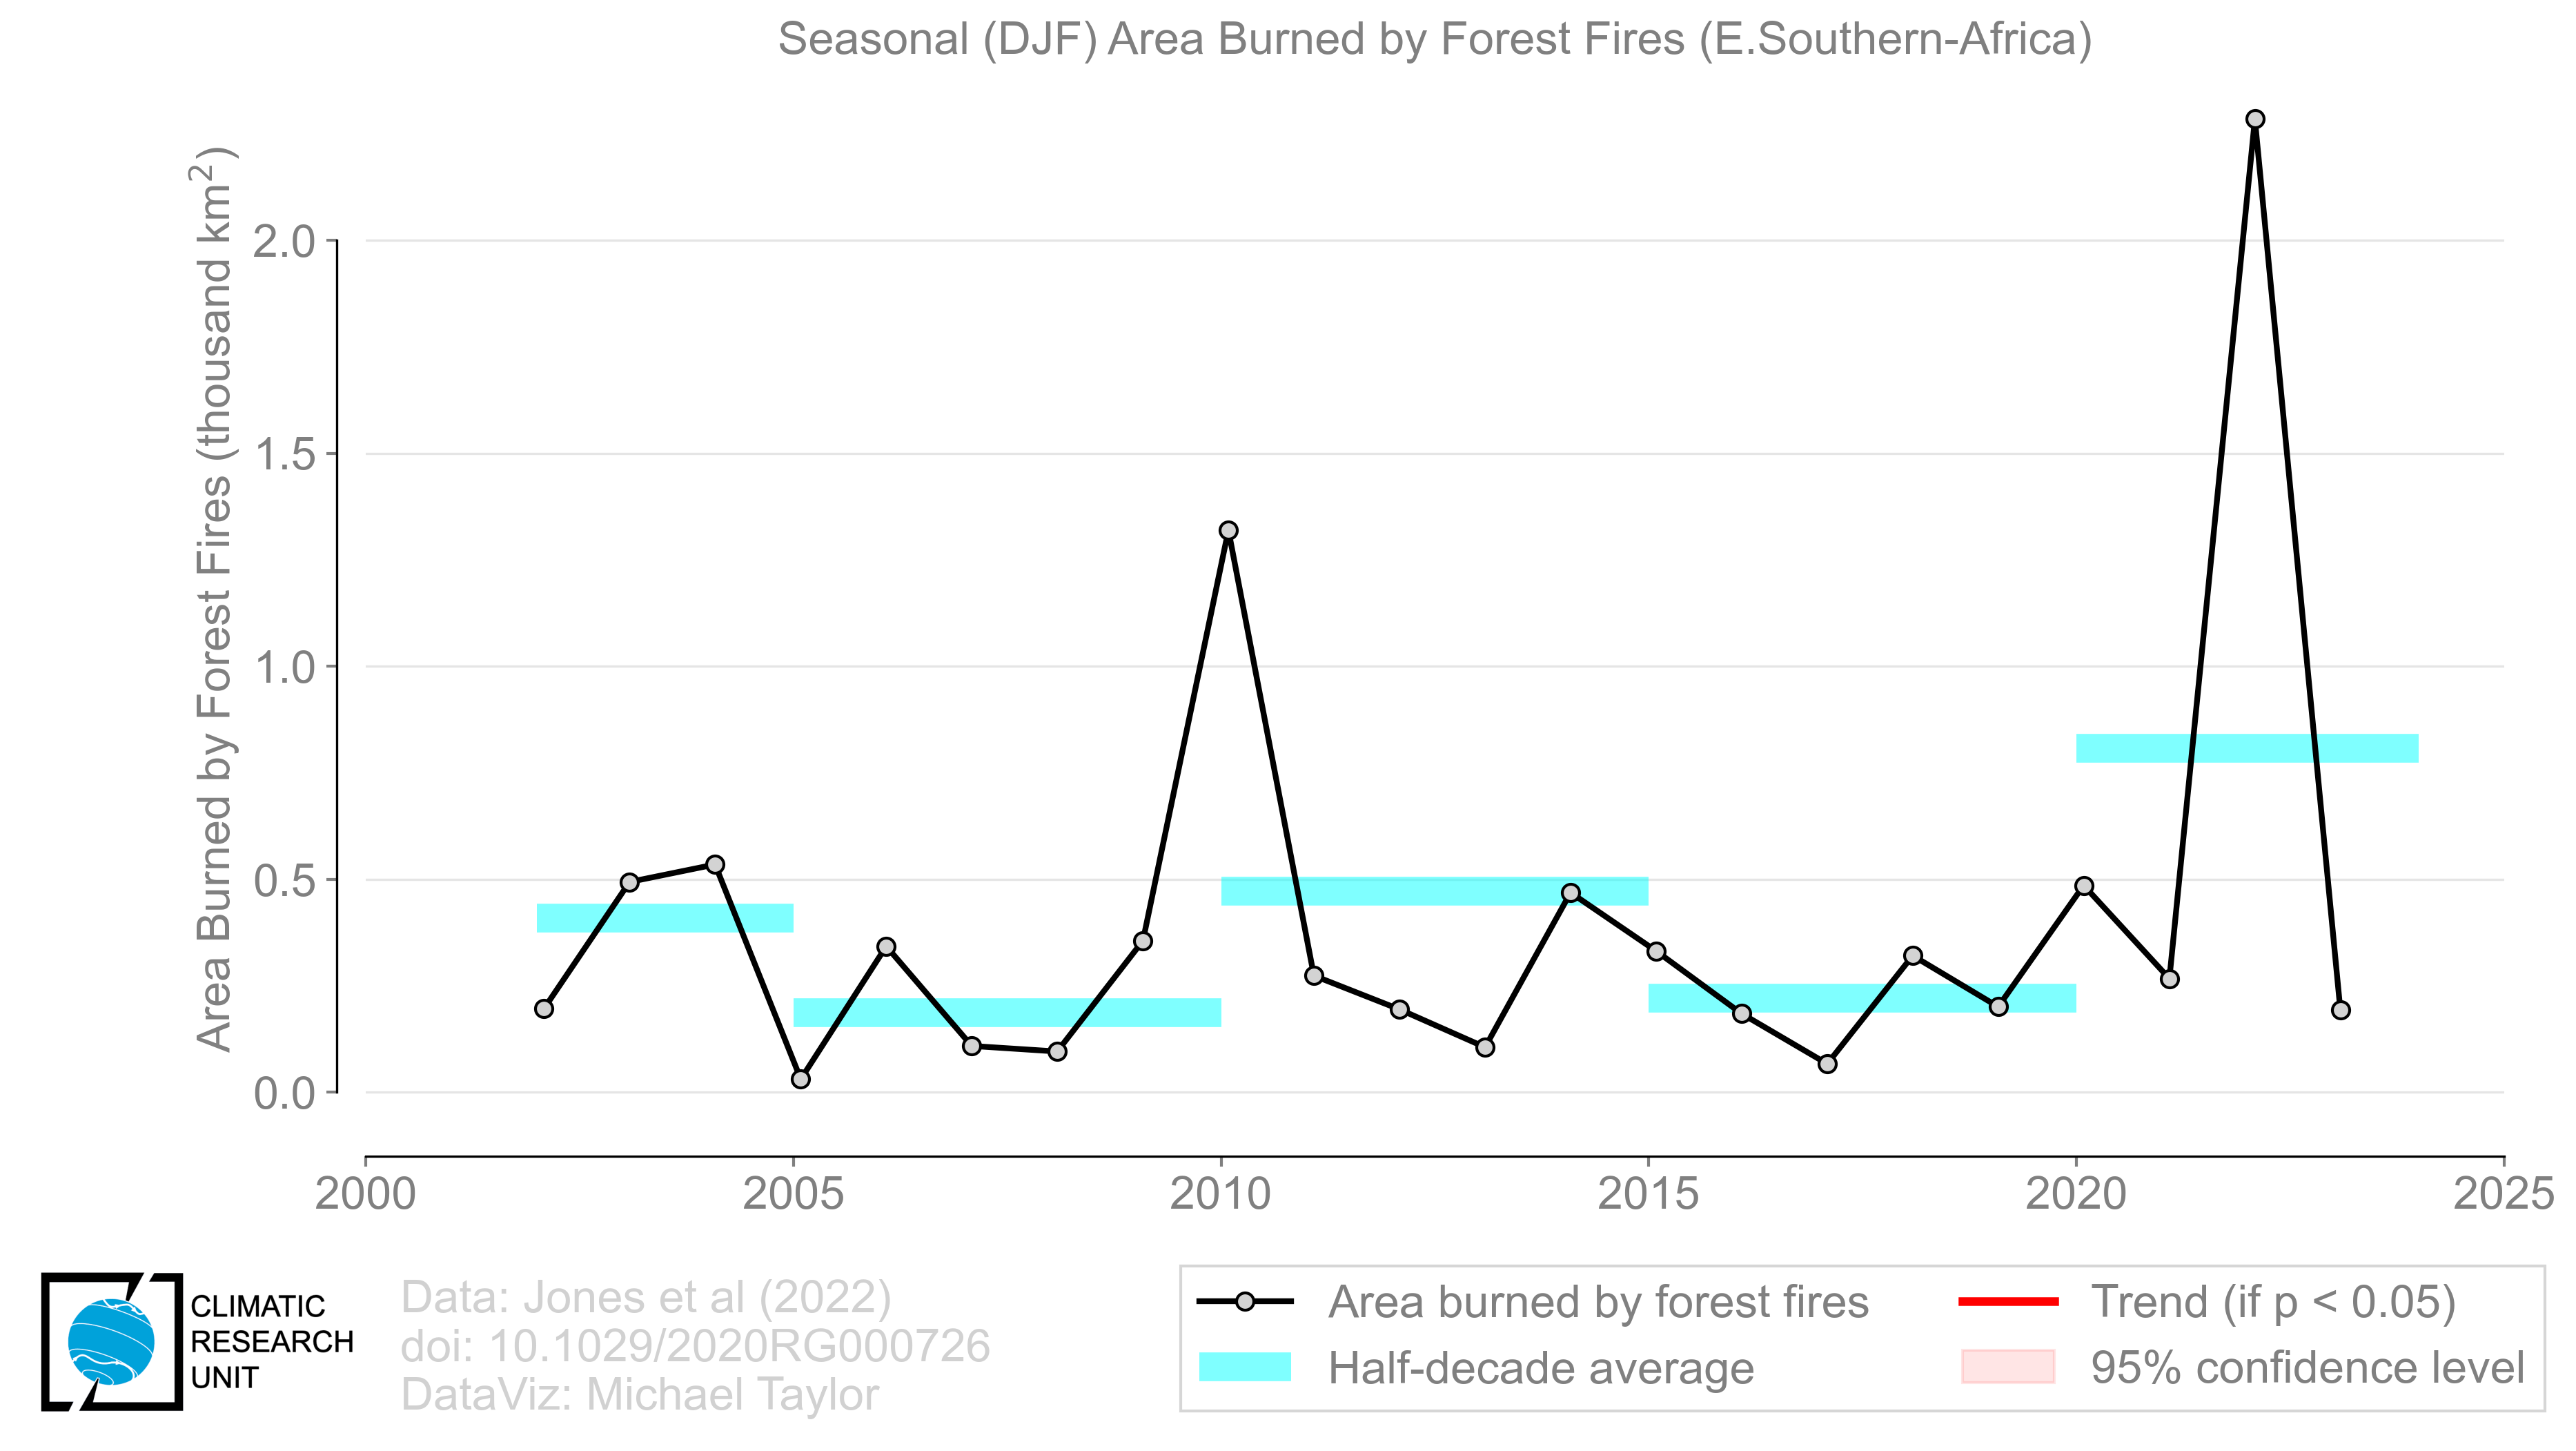 Seasonal (DJF) Area Burned by Forest Fires (E.Southern-Africa)
Area Burned by Forest Fires (thousand km²)
2.0
1.5
1.0
0.5
0.0
2000 2005 2010 2015 2020 2025
CLIMATIC
RESEARCH
UNIT
Data: Jones et al (2022)
doi: 10.1029/2020RG000726
DataViz: Michael Taylor
Area burned by forest fires
Half-decade average
Trend (if p < 0.05)
95% confidence level